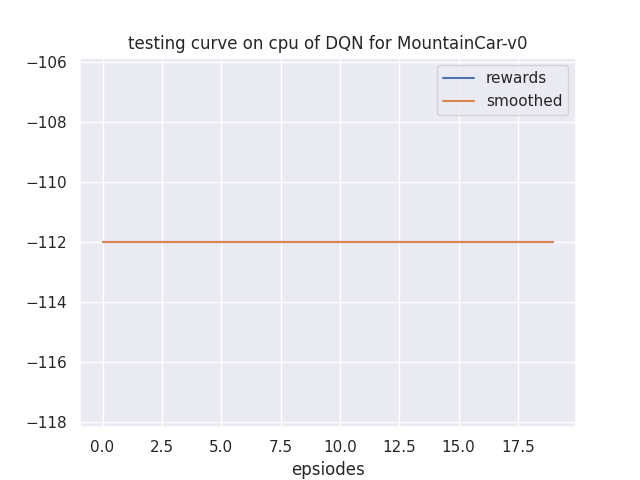 testing curve on cpu of DQN for MountainCar-v0
−106
−108
−110
−112
−114
−116
−118
rewards
smoothed
0.0 2.5 5.0 7.5 10.0 12.5 15.0 17.5
epsiodes